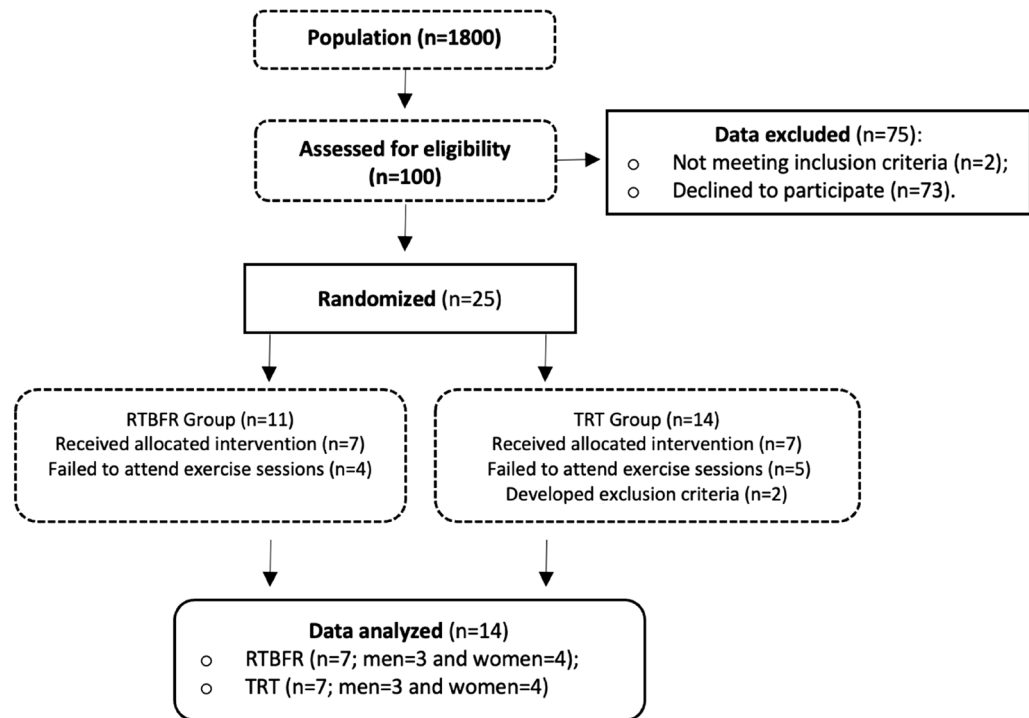 Population (n=1800)
Assessed for eligibility
(n=100)
Data excluded (n=75):
Not meeting inclusion criteria (n=2);
Declined to participate (n=73).
Randomized (n=25)
RTBFR Group (n=11)
Received allocated intervention (n=7)
Failed to attend exercise sessions (n=4)
TRT Group (n=14)
Received allocated intervention (n=7)
Failed to attend exercise sessions (n=5)
Developed exclusion criteria (n=2)
Data analyzed (n=14)
RTBFR (n=7; men=3 and women=4);
TRT (n=7; men=3 and women=4)